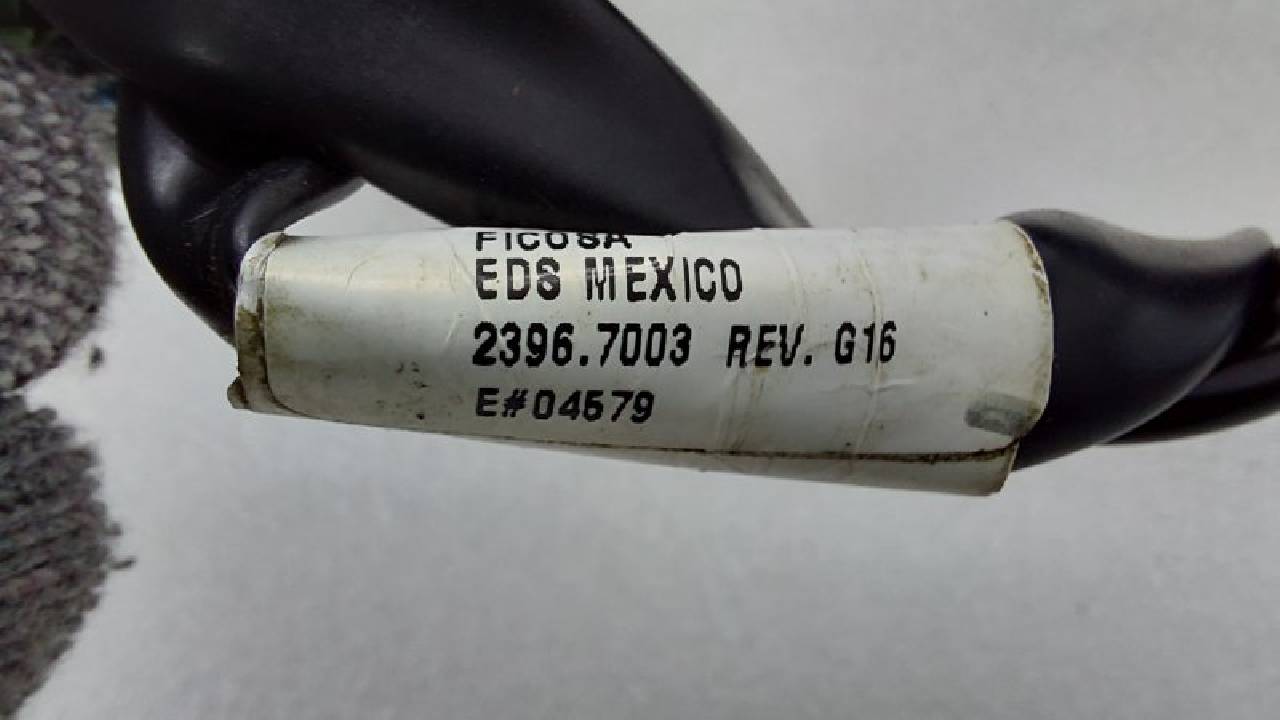 FICOSA
EDS MEXICO
2396.7003 REV. G16
E#04579